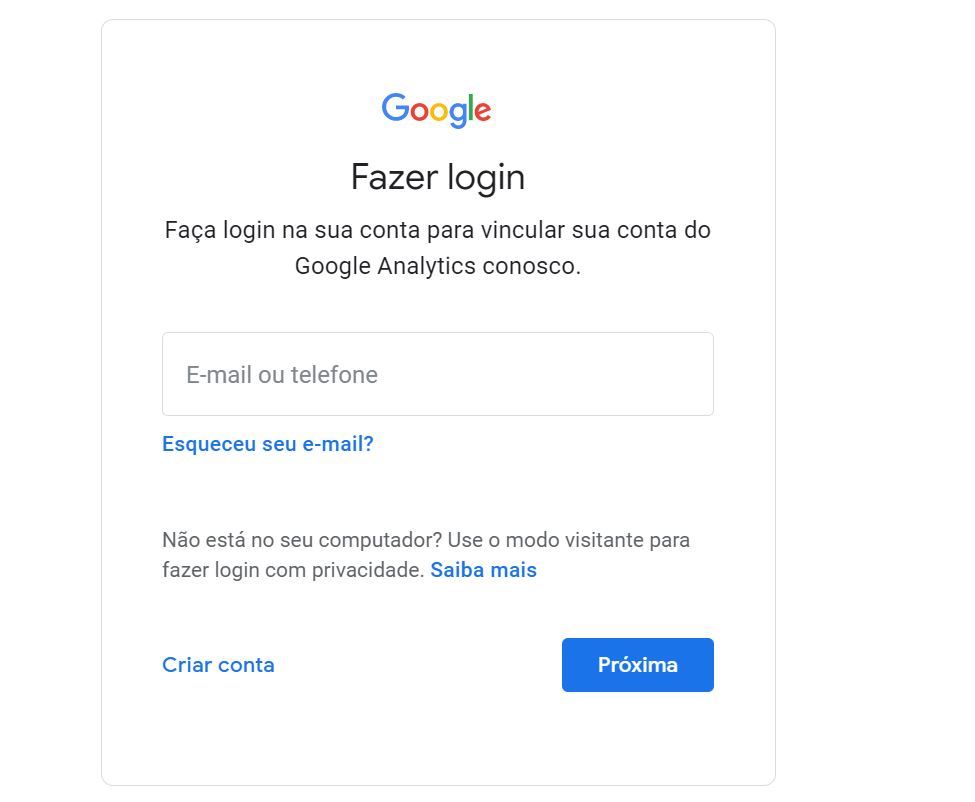 Google
Fazer login
Faça login na sua conta para vincular sua conta do
Google Analytics conosco.
E-mail ou telefone
Esqueceu seu e-mail?
Não está no seu computador? Use o modo visitante para
fazer login com privacidade. Saiba mais
Criar conta
Próxima